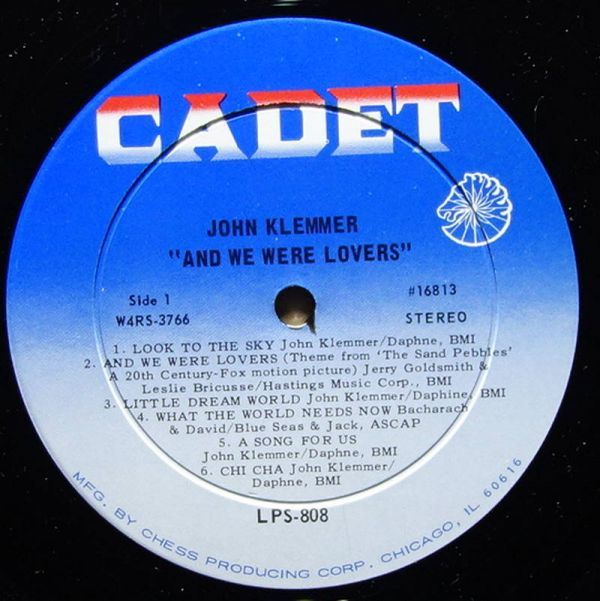 CADET
JOHN KLEMMER
"AND WE WERE LOVERS"
Side 1
#16813
W4RS-3766
STEREO
1. LOOK TO THE SKY John Klemmer/Daphne, BMI
2. AND WE WERE LOVERS (Theme from 'The Sand Pebbles'
A 20th Century-Fox motion picture) Jerry Goldsmith &
Leslie Bricusse/Hastings Music Corp., BMI
3. LITTLE DREAM WORLD John Klemmer/Daphine, BMI
4. WHAT THE WORLD NEEDS NOW Bacharach
& David/Blue Seas & Jack, ASCAP
5. A SONG FOR US
John Klemmer/Daphne, BMI
6. CHI CHA John Klemmer/
Daphne, BMI
LPS-808
MFG. BY CHESS PRODUCING CORP. CHICAGO, IL 60616